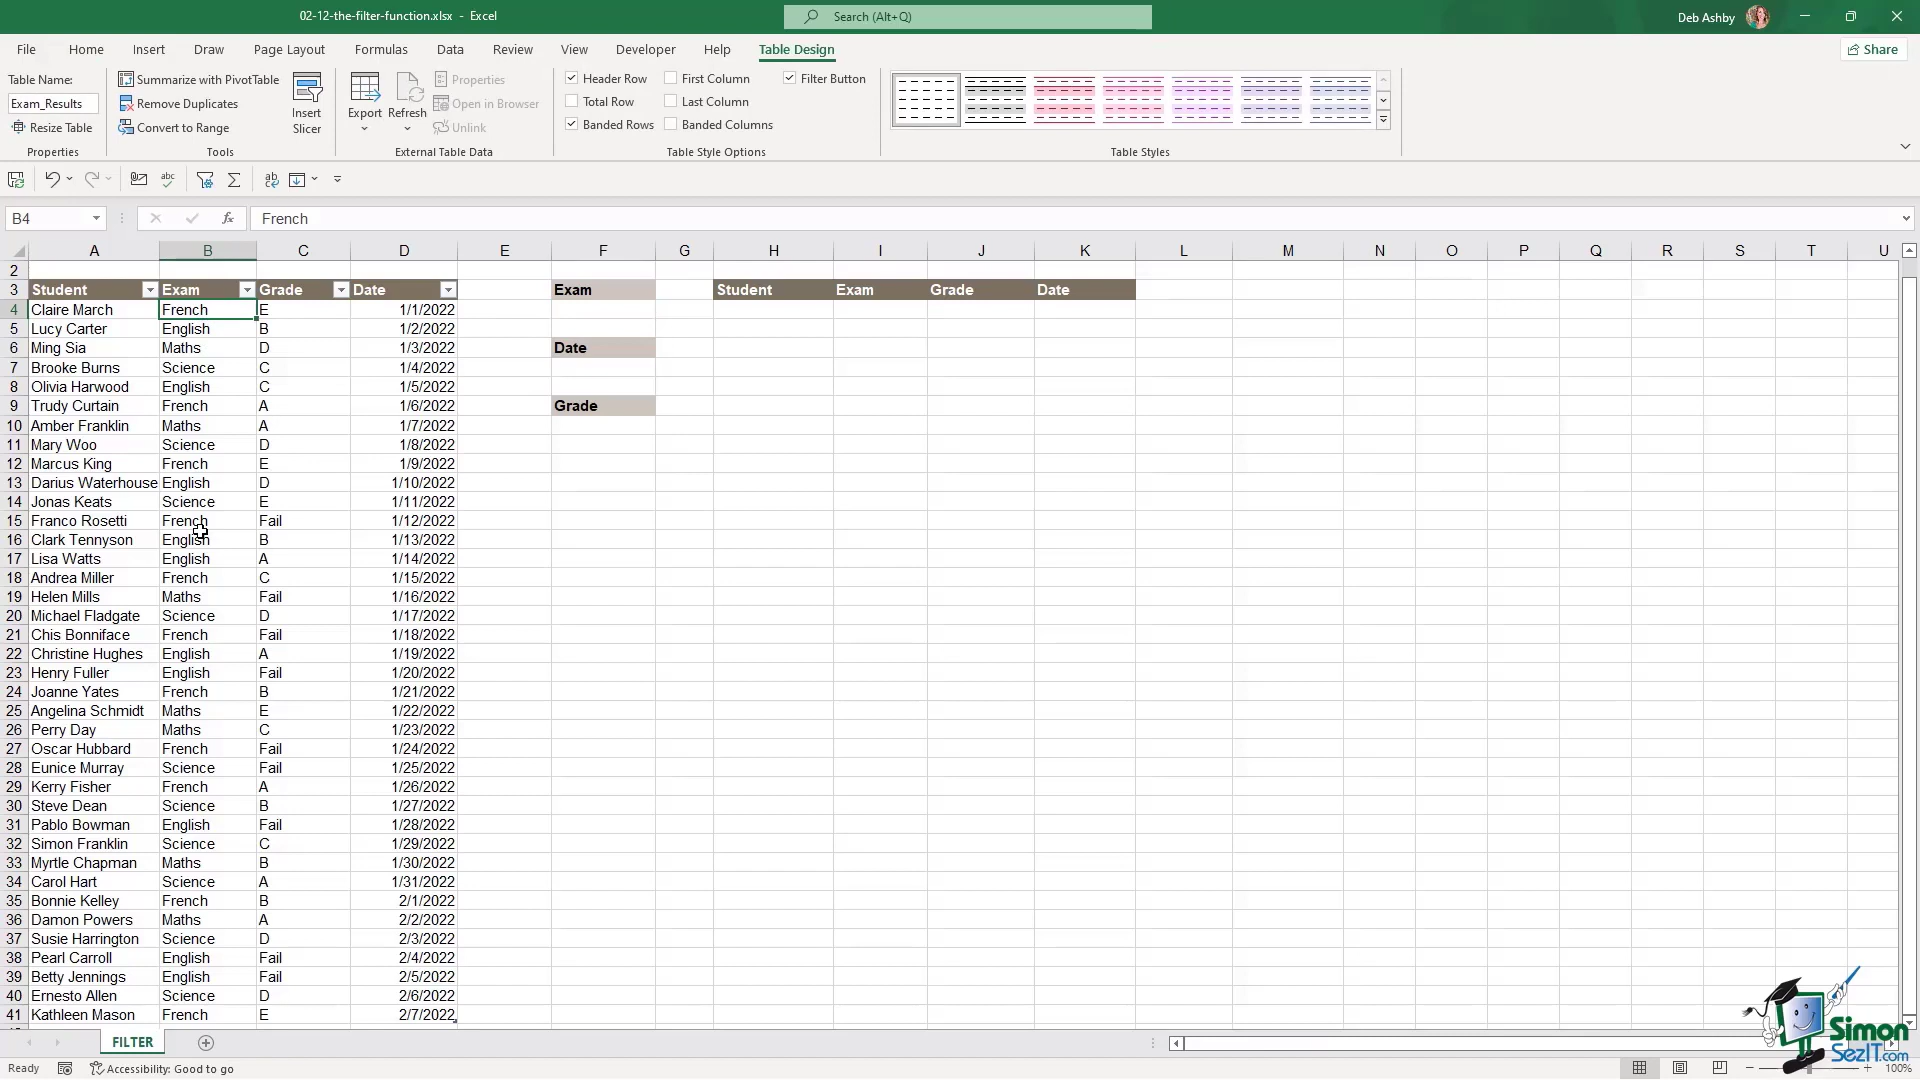 02-12-the-filter-function.xlsx - Excel
Search (Alt+Q)
Deb Ashby
File Home Insert Draw Page Layout Formulas Data Review View Developer Help Table Design
Share
Table Name:
Exam_Results
Resize Table
Properties
Summarize with PivotTable
Remove Duplicates
Convert to Range
Insert Slicer
Tools
Export
Refresh
Properties
Open in Browser
Unlink
External Table Data
Header Row First Column Filter Button
Total Row Last Column
Banded Rows Banded Columns
Table Style Options
Table Styles
B4 fx French
A B C D E F G H I J K L M N O P Q R S T U
2
3 Student Exam Grade Date Exam Student Exam Grade Date
4 Claire March French E 1/1/2022
5 Lucy Carter English B 1/2/2022
6 Ming Sia Maths D 1/3/2022 Date
7 Brooke Burns Science C 1/4/2022
8 Olivia Harwood English C 1/5/2022
9 Trudy Curtain French A 1/6/2022 Grade
10 Amber Franklin Maths A 1/7/2022
11 Mary Woo Science D 1/8/2022
12 Marcus King French E 1/9/2022
13 Darius Waterhouse English D 1/10/2022
14 Jonas Keats Science E 1/11/2022
15 Franco Rosetti French Fail 1/12/2022
16 Clark Tennyson English B 1/13/2022
17 Lisa Watts English A 1/14/2022
18 Andrea Miller French C 1/15/2022
19 Helen Mills Maths Fail 1/16/2022
20 Michael Fladgate Science D 1/17/2022
21 Chis Bonniface French Fail 1/18/2022
22 Christine Hughes English A 1/19/2022
23 Henry Fuller English Fail 1/20/2022
24 Joanne Yates French B 1/21/2022
25 Angelina Schmidt Maths E 1/22/2022
26 Perry Day Maths C 1/23/2022
27 Oscar Hubbard French Fail 1/24/2022
28 Eunice Murray Science Fail 1/25/2022
29 Kerry Fisher French A 1/26/2022
30 Steve Dean Science B 1/27/2022
31 Pablo Bowman English Fail 1/28/2022
32 Simon Franklin Science C 1/29/2022
33 Myrtle Chapman Maths B 1/30/2022
34 Carol Hart Science A 1/31/2022
35 Bonnie Kelley French B 2/1/2022
36 Damon Powers Maths A 2/2/2022
37 Susie Harrington Science D 2/3/2022
38 Pearl Carroll English Fail 2/4/2022
39 Betty Jennings English Fail 2/5/2022
40 Ernesto Allen Science D 2/6/2022
41 Kathleen Mason French E 2/7/2022
FILTER
Simon
SezIT.com
Ready Accessibility: Good to go
100%